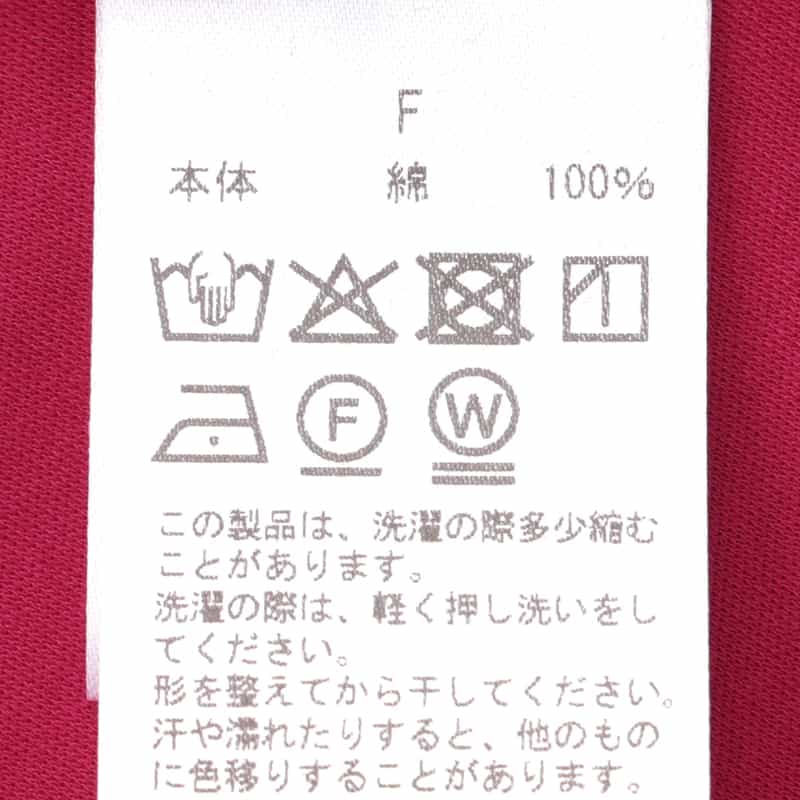 F
本体 綿 100%
F W
この製品は、洗濯の際多少縮む
ことがあります。
洗濯の際は、軽く押し洗いをし
てください。
形を整えてから干してください。
汗や濡れたりすると、他のもの
に色移りすることがあります。